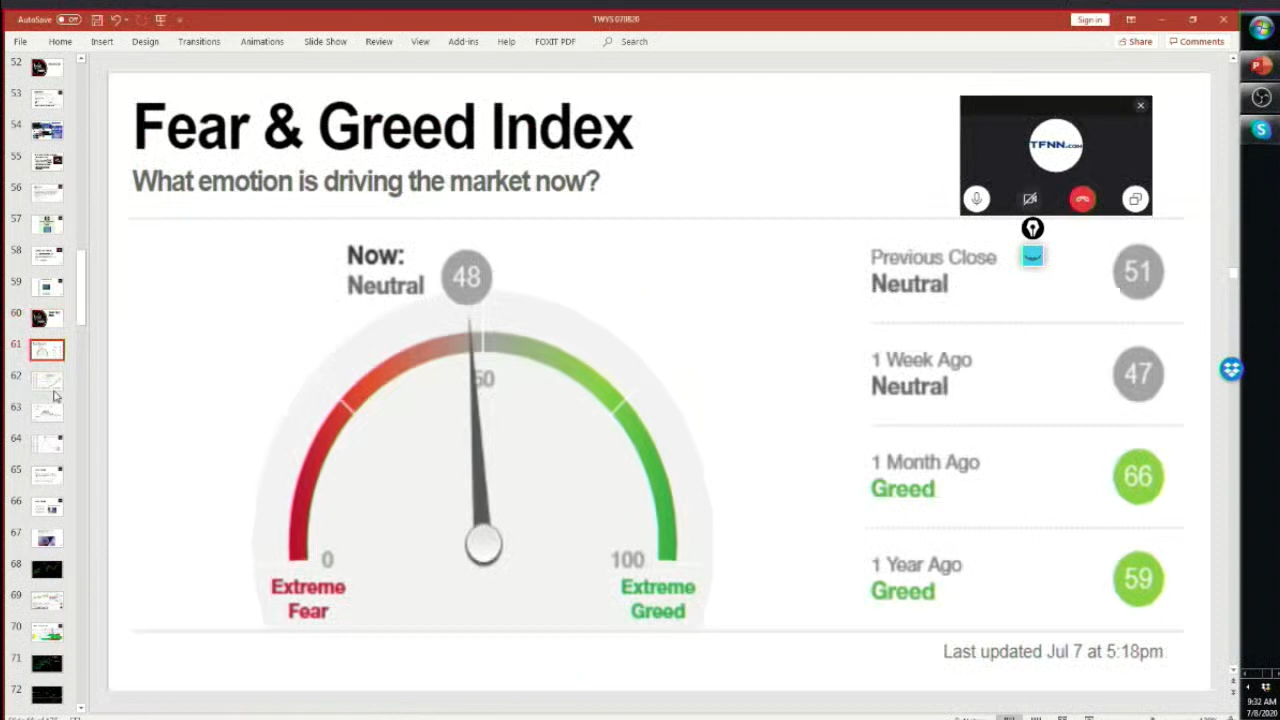 AutoSave Off
TWYS 070820
Sign in
File Home Insert Design Transitions Animations Slide Show Review View Add-ins Help FOXIT PDF Search Share Comments
52
53
54
55
56
57
58
59
60
61
62
63
64
65
66
67
68
69
70
71
72
Fear & Greed Index
What emotion is driving the market now?
TFNN.COM
Now:
Neutral
48
50
0
100
Extreme
Fear
Extreme
Greed
Previous Close
Neutral
51
1 Week Ago
Neutral
47
1 Month Ago
Greed
66
1 Year Ago
Greed
59
Last updated Jul 7 at 5:18pm
9:32 AM
7/8/2020